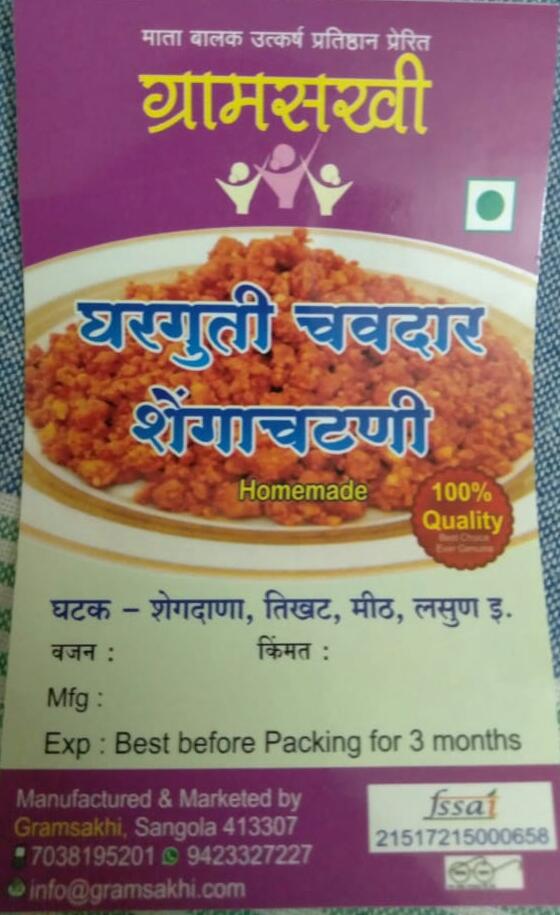 माता बालक उत्कर्ष प्रतिष्ठान प्रेरित
ग्रामसखी
घरगुती चवदार
शेंगाचटणी
Homemade
100%
Quality
Best Choice
Ever Genuine
घटक – शेगदाणा, तिखट, मीठ, लसुण इ.
वजन : किंमत :
Mfg :
Exp : Best before Packing for 3 months
Manufactured & Marketed by
Gramsakhi, Sangola 413307
7038195201 9423327227
info@gramsakhi.com
fssai
21517215000658